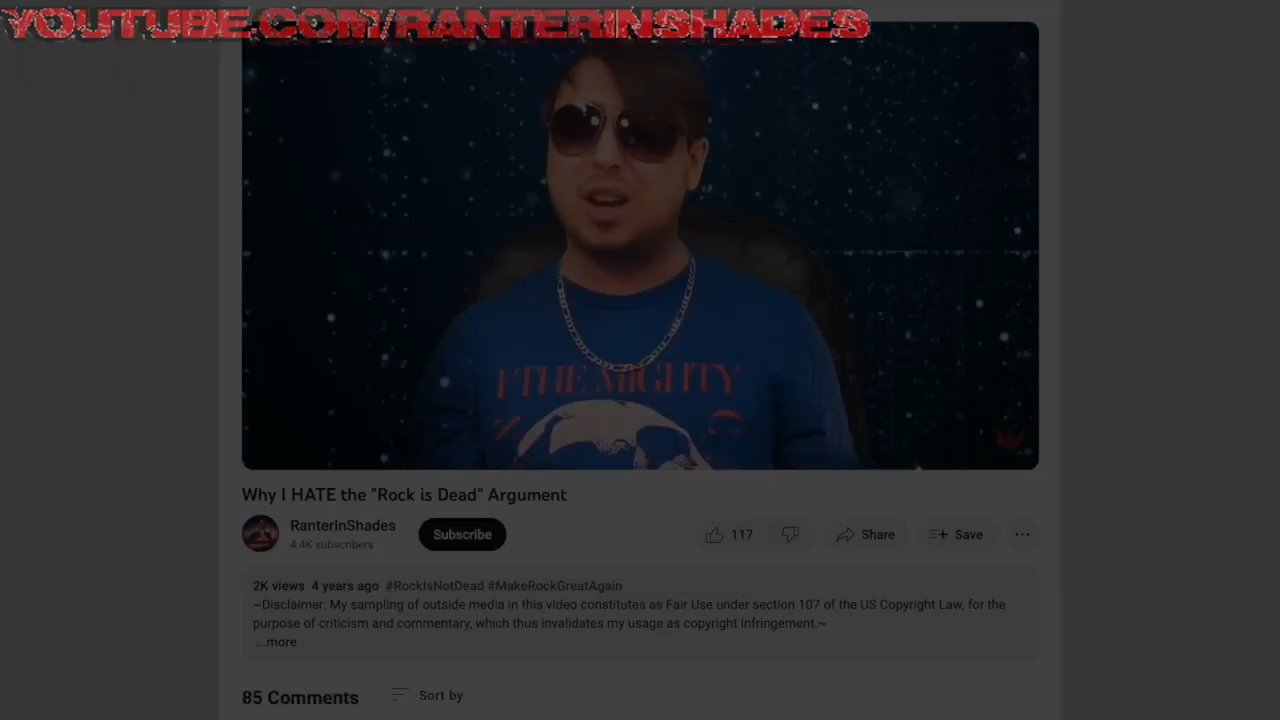 YOUTUBE.COM/RANTERINSHADES
THE MIGHTY
Why I HATE the "Rock is Dead" Argument
RanterInShades
4.4K subscribers
Subscribe
117
Share
Save
2K views 4 years ago #RockIsNotDead #MakeRockGreatAgain
~Disclaimer: My sampling of outside media in this video constitutes as Fair Use under section 107 of the US Copyright Law, for the
purpose of criticism and commentary, which thus invalidates my usage as copyright infringement.~
...more
85 Comments
Sort by